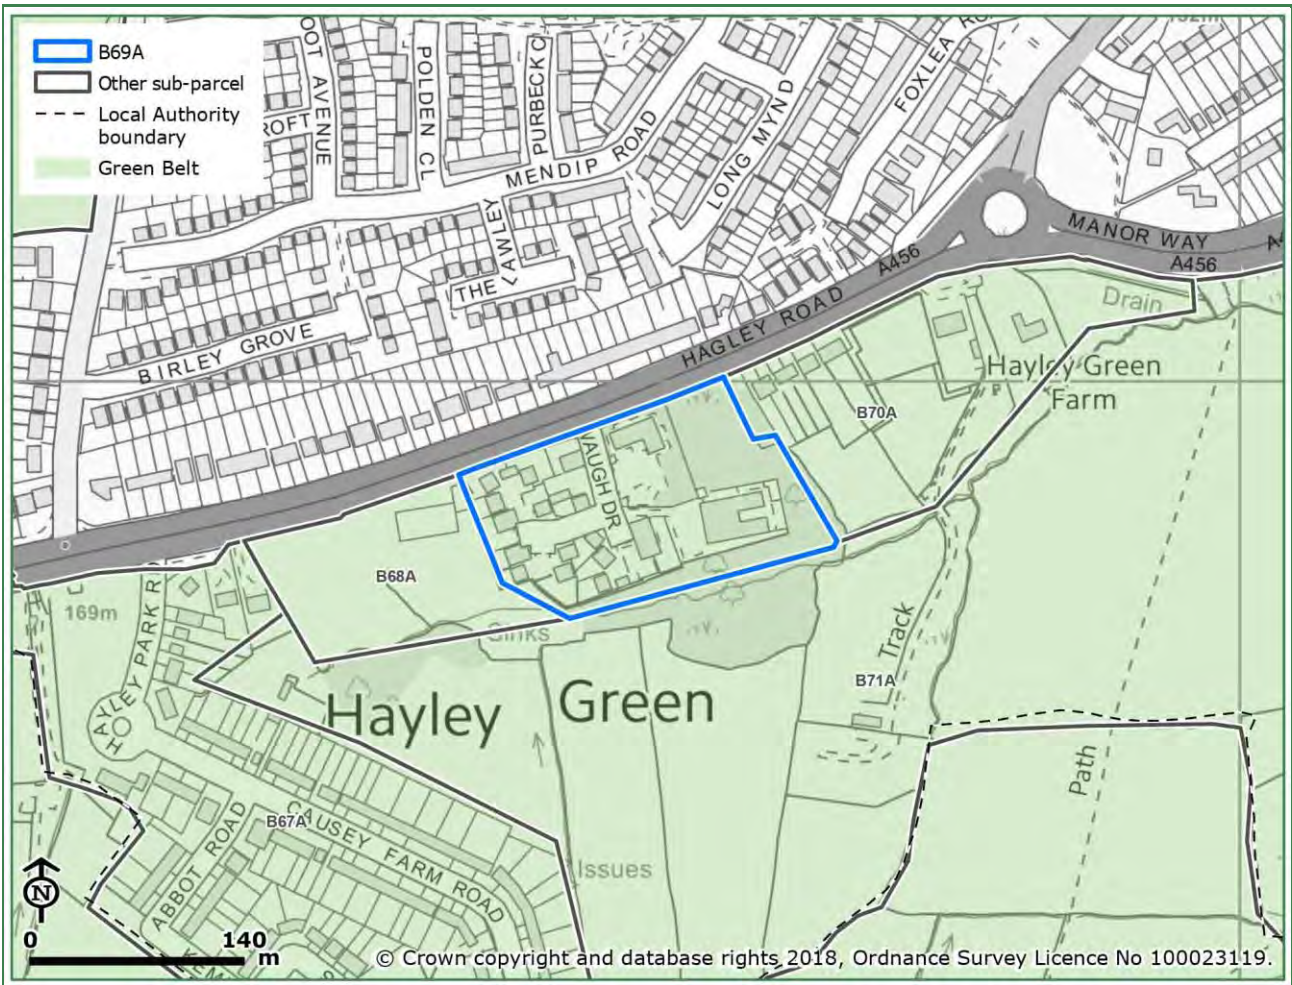 B69A
Other sub-parcel
Local Authority
boundary
Green Belt
AVENUE
POLDEN CL
PURBECK C
MENDIP ROAD
LONG MYND
FOXLEA
THE LAWLEY
BIRLEY GROVE
HAGLEY ROAD
A456
MANOR WAY
A456
Drain
Hayley Green
Farm
B70A
VAUGH DR
B68A
169m
HAYLEY PARK R
Sinks
Hayley Green
Track
B71A
Path
B67A
CAUSEY FARM ROAD
ABBOT ROAD
Issues
KEM
N
0 140
m
© Crown copyright and database rights 2018, Ordnance Survey Licence No 100023119.